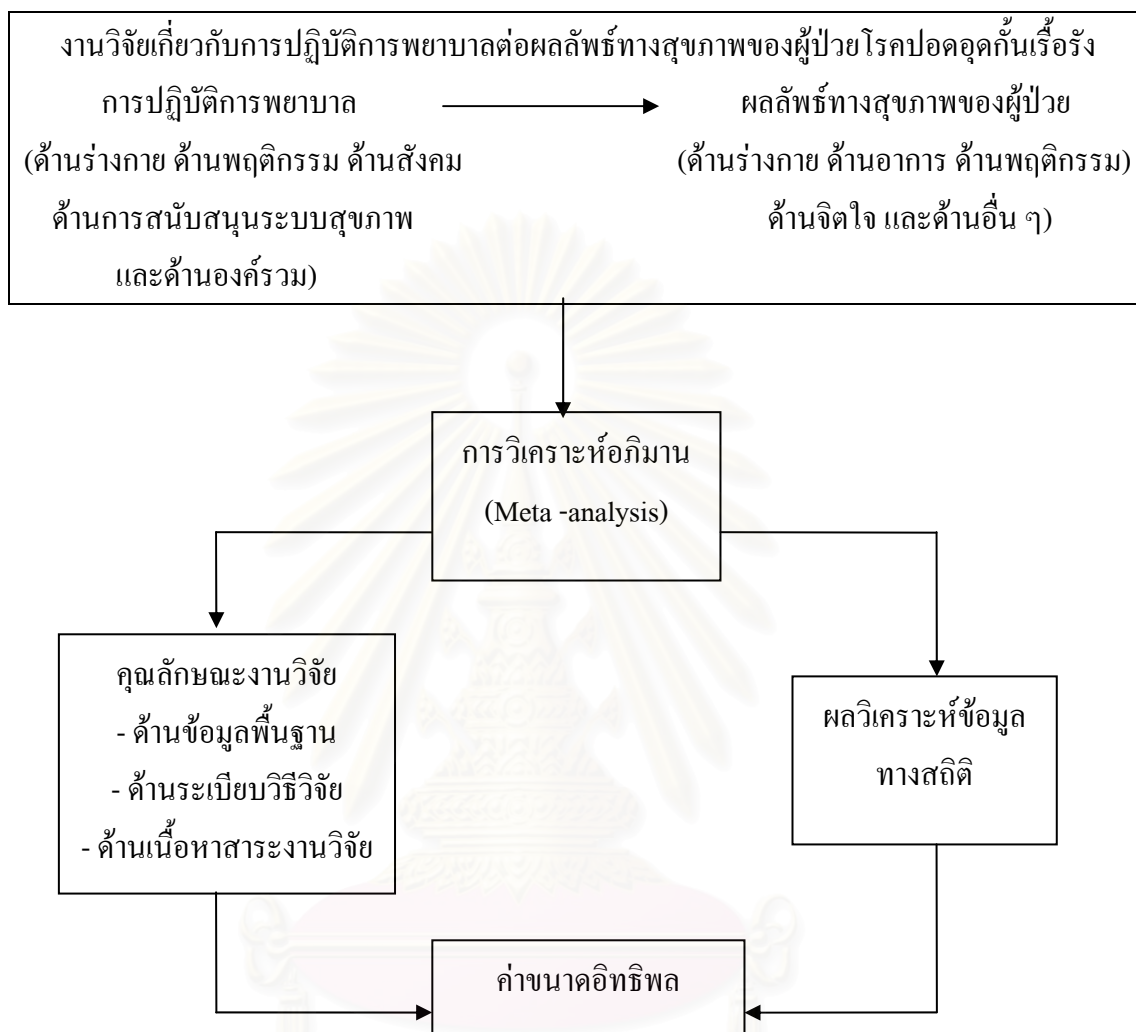 งานวิจัยเกี่ยวกับการปฏิบัติการพยาบาลต่อผลลัพธ์ทางสุขภาพของผู้ป่วยโรคปอดอุดกั้นเรื้อรัง
การปฏิบัติการพยาบาล
(ด้านร่างกาย ด้านพฤติกรรม ด้านสังคม
ด้านการสนับสนุนระบบสุขภาพ
และด้านองค์รวม)
ผลลัพธ์ทางสุขภาพของผู้ป่วย
(ด้านร่างกาย ด้านอาการ ด้านพฤติกรรม)
ด้านจิตใจ และด้านอื่น ๆ)
การวิเคราะห์อภิมาน
(Meta -analysis)
คุณลักษณะงานวิจัย
- ด้านข้อมูลพื้นฐาน
- ด้านระเบียบวิธีวิจัย
- ด้านเนื้อหาสาระงานวิจัย
ผลวิเคราะห์ข้อมูล
ทางสถิติ
ค่าขนาดอิทธิพล